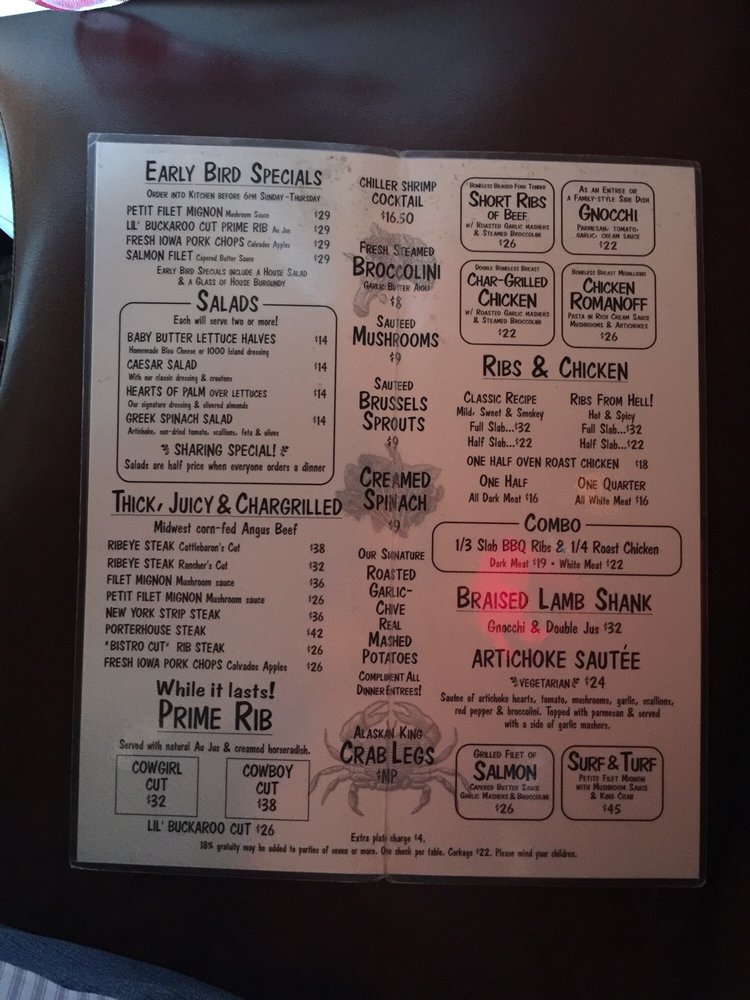 EARLY BIRD SPECIALS
ORDER INTO KITCHEN BEFORE 6PM SUNDAY-THURSDAY
PETIT FILET MIGNON Mushroom Sauce $29
LIL' BUCKAROO CUT PRIME RIB Au Jus $29
FRESH IOWA PORK CHOPS Calvados Apples $29
SALMON FILET Capered Butter Sauce $29
EARLY BIRD SPECIALS INCLUDE A HOUSE SALAD
& A GLASS OF HOUSE BURGUNDY
SALADS
Each will serve two or more!
BABY BUTTER LETTUCE HALVES $14
Homemade Bleu Cheese or 1000 Island dressing
CAESAR SALAD $14
With our classic dressing & croutons
HEARTS OF PALM OVER LETTUCES $14
Our signature dressing & slivered almonds
GREEK SPINACH SALAD $14
Artichoke, sun-dried tomato, scallions, feta & olives
SHARING SPECIAL!
Salads are half price when everyone orders a dinner
THICK, JUICY & CHARGRILLED
Midwest corn-fed Angus Beef
RIBEYE STEAK Cattlebaron's Cut $38
RIBEYE STEAK Rancher's Cut $32
FILET MIGNON Mushroom sauce $36
PETIT FILET MIGNON Mushroom sauce $26
NEW YORK STRIP STEAK $36
PORTERHOUSE STEAK $42
"BISTRO CUT" RIB STEAK $26
FRESH IOWA PORK CHOPS Calvados Apples $26
While it lasts!
PRIME RIB
Served with natural Au Jus & creamed horseradish.
COWGIRL
CUT
$32
COWBOY
CUT
$38
LIL' BUCKAROO CUT $26
CHILLER SHRIMP
COCKTAIL
$16.50
FRESH STEAMED
BROCCOLINI
GARLIC BUTTER AIOLI
$8
SAUTEED
MUSHROOMS
$9
SAUTEED
BRUSSELS
SPROUTS
$9
CREAMED
SPINACH
$9
OUR SIGNATURE
ROASTED
GARLIC-
CHIVE
REAL
MASHED
POTATOES
COMPLIMENT ALL
DINNER ENTREES!
ALASKAN KING
CRAB LEGS
$NP
BONELESS BRAISED FORK TENDER
SHORT RIBS
OF BEEF
W/ ROASTED GARLIC MASHERS
& STEAMED BROCCOLINI
$26
AS AN ENTREE OR
A FAMILY-STYLE SIDE DISH
GNOCCHI
PARMESAN, TOMATO,
GARLIC, CREAM SAUCE
$22
DOUBLE BONELESS BREAST
CHAR-GRILLED
CHICKEN
W/ ROASTED GARLIC MASHERS
& STEAMED BROCCOLINI
$22
BONELESS BREAST MEDALLIONS
CHICKEN
ROMANOFF
PASTA IN RICH CREAM SAUCE
MUSHROOMS & ARTICHOKES
$26
RIBS & CHICKEN
CLASSIC RECIPE
Mild, Sweet & Smokey
Full Slab...$32
Half Slab...$22
RIBS FROM HELL!
Hot & Spicy
Full Slab...$32
Half Slab...$22
ONE HALF OVEN ROAST CHICKEN $18
ONE HALF
All Dark Meat $16
ONE QUARTER
All White Meat $16
COMBO
1/3 Slab BBQ Ribs & 1/4 Roast Chicken
Dark Meat $19 • White Meat $22
BRAISED LAMB SHANK
Gnocchi & Double Jus $32
ARTICHOKE SAUTÉE
VEGETARIAN $24
Sautee of artichoke hearts, tomato, mushrooms, garlic, scallions,
red pepper & broccolini. Topped with parmesan & served
with a side of garlic mashers.
GRILLED FILET OF
SALMON
CAPERED BUTTER SAUCE
GARLIC MASHERS & BROCCOLINI
$26
SURF & TURF
PETITE FILET MIGNON
WITH MUSHROOM SAUCE
& KING CRAB
$45
Extra plate charge $4.
18% gratuity may be added to parties of seven or more. One check per table. Corkage $22. Please mind your children.